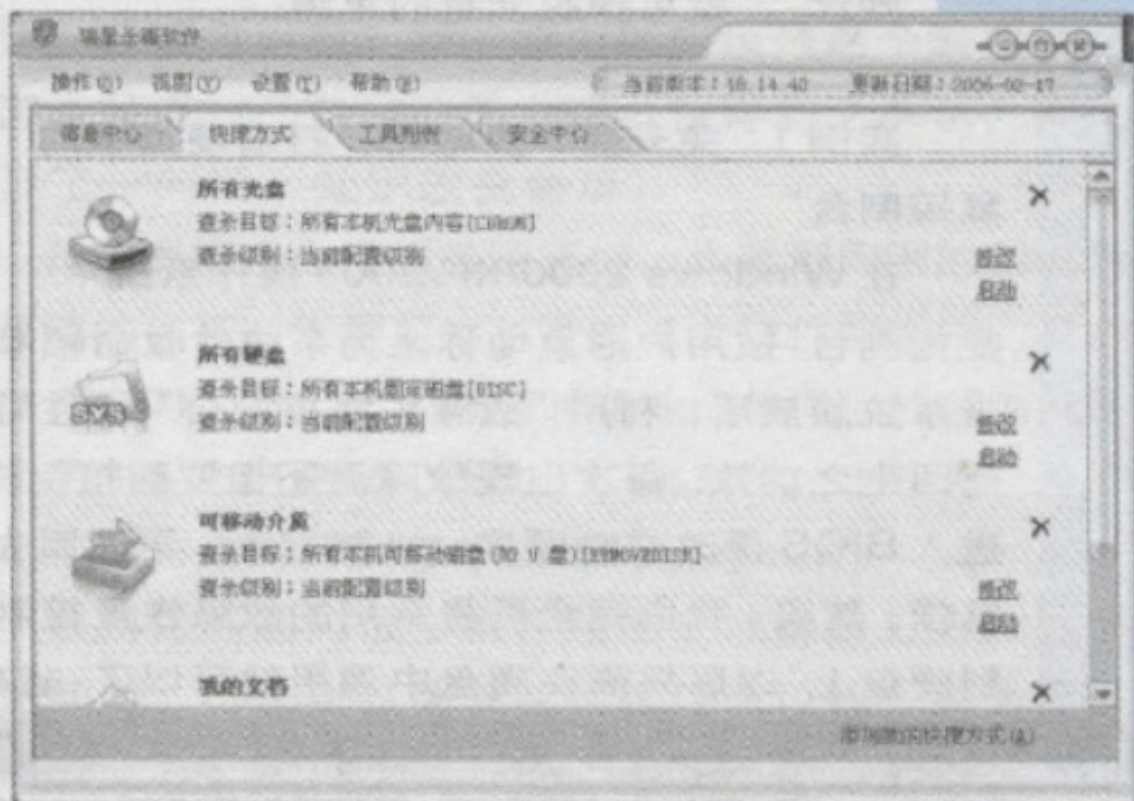 瑞星杀毒软件
操作(O) 视图(V) 设置(T) 帮助(H)
当前版本：18.14.40 更新日期：2006-02-17
信息中心 快捷方式 工具列表 安全中心
所有光盘
查杀目标：所有本机光盘内容[CDROM]
查杀级别：当前配置级别
修改
启动
所有硬盘
SYS
查杀目标：所有本机固定磁盘[DISC]
查杀级别：当前配置级别
修改
启动
可移动介质
查杀目标：所有本机可移动磁盘
查杀级别：当前配置级别
修改
启动
我的文档
添加新的快捷方式(A)